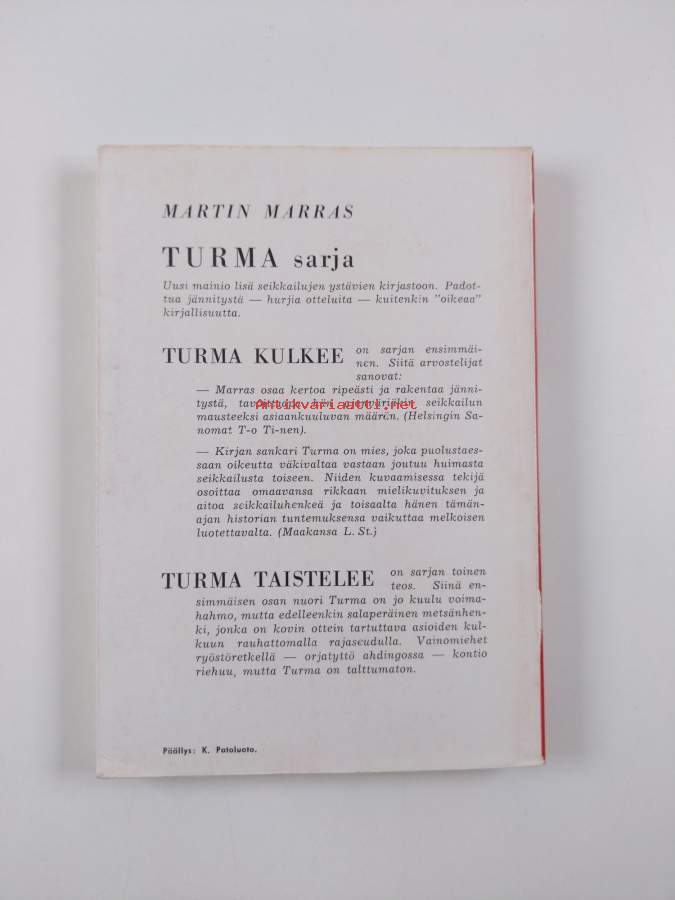 MARTIN MARRAS
TURMA sarja
Uusi mainio lisä seikkailujen ystävien kirjastoon. Padot-
tua jännitystä — hurjia otteluita — kuitenkin "oikeaa"
kirjallisuutta.
TURMA KULKEE on sarjan ensimmäi-
nen. Siitä arvostelijat
sanovat:
— Marras osaa kertoa ripeästi ja rakentaa jänni-
tystä, hän seikkailun
Antikvariaatti.net
mausteeksi asiaankuuluvan määrën. (Helsingin Sa-
nomat T-o Ti-nen).
— Kirjan sankari Turma on mies, joka puolustaes-
saan oikeutta väkivaltaa vastaan joutuu huimasta
seikkailusta toiseen. Niiden kuvaamisessa tekijä
osoittaa omaavansa rikkaan mielikuvituksen ja
aitoa seikkailuhenkeä ja toisaalta hänen tämän-
ajan historian tuntemuksensa vaikuttaa melkoisen
luotettavalta. (Maakansa L. St.)
TURMA TAISTELEE on sarjan toinen
teos. Siinä en-
simmäisen osan nuori Turma on jo kuulu voima-
hahmo, mutta edelleenkin salaperäinen metsänhen-
ki, jonka on kovin ottein tartuttava asioiden kul-
kuun rauhattomalla rajaseudulla. Vainomiehet
ryöstöretkellä — orjatyttö ahdingossa — kontio
riehuu, mutta Turma on talttumaton.
Päällys: K. Patoluoto.